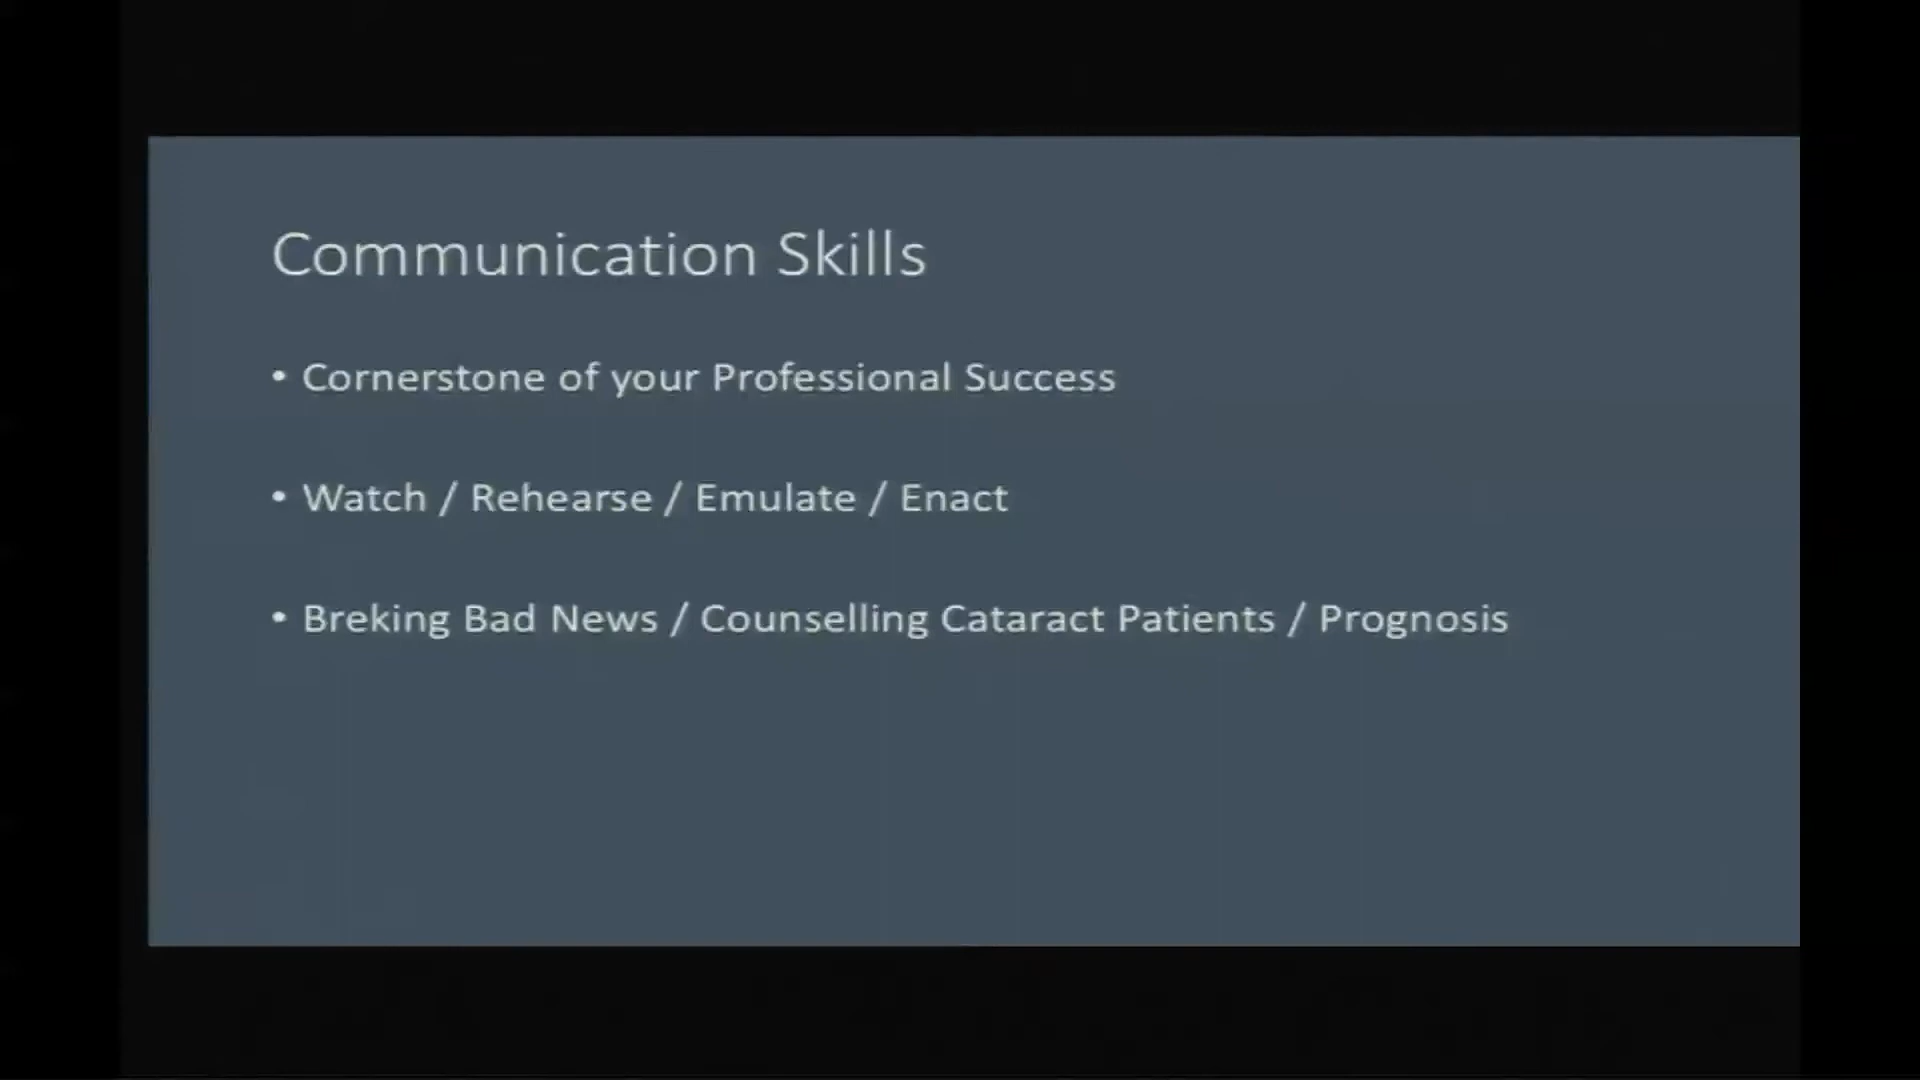 Communication Skills
• Cornerstone of your Professional Success
• Watch / Rehearse / Emulate / Enact
• Breking Bad News / Counselling Cataract Patients / Prognosis